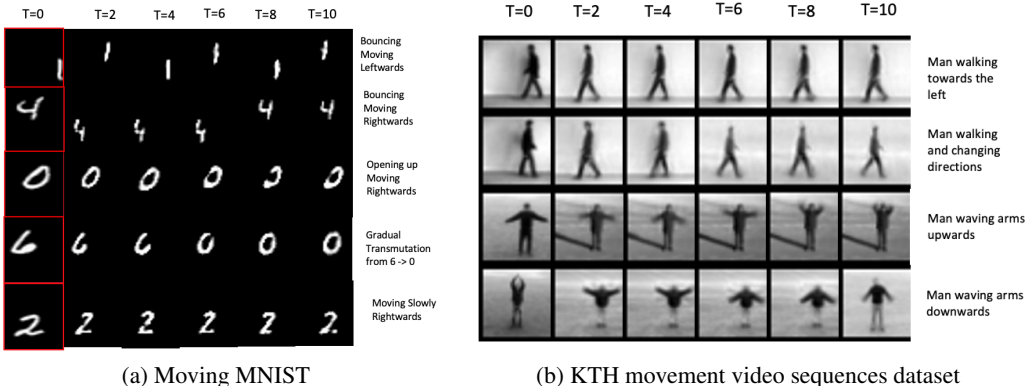 T=0 T=2 T=4 T=6 T=8 T=10
Bouncing
Moving
Leftwards
Bouncing
Moving
Rightwards
Opening up
Moving
Rightwards
Gradual
Transmutation
from 6 -> 0
Moving Slowly
Rightwards
(a) Moving MNIST
T=0 T=2 T=4 T=6 T=8 T=10
Man walking
towards the
left
Man walking
and changing
directions
Man waving arms
upwards
Man waving arms
downwards
(b) KTH movement video sequences dataset